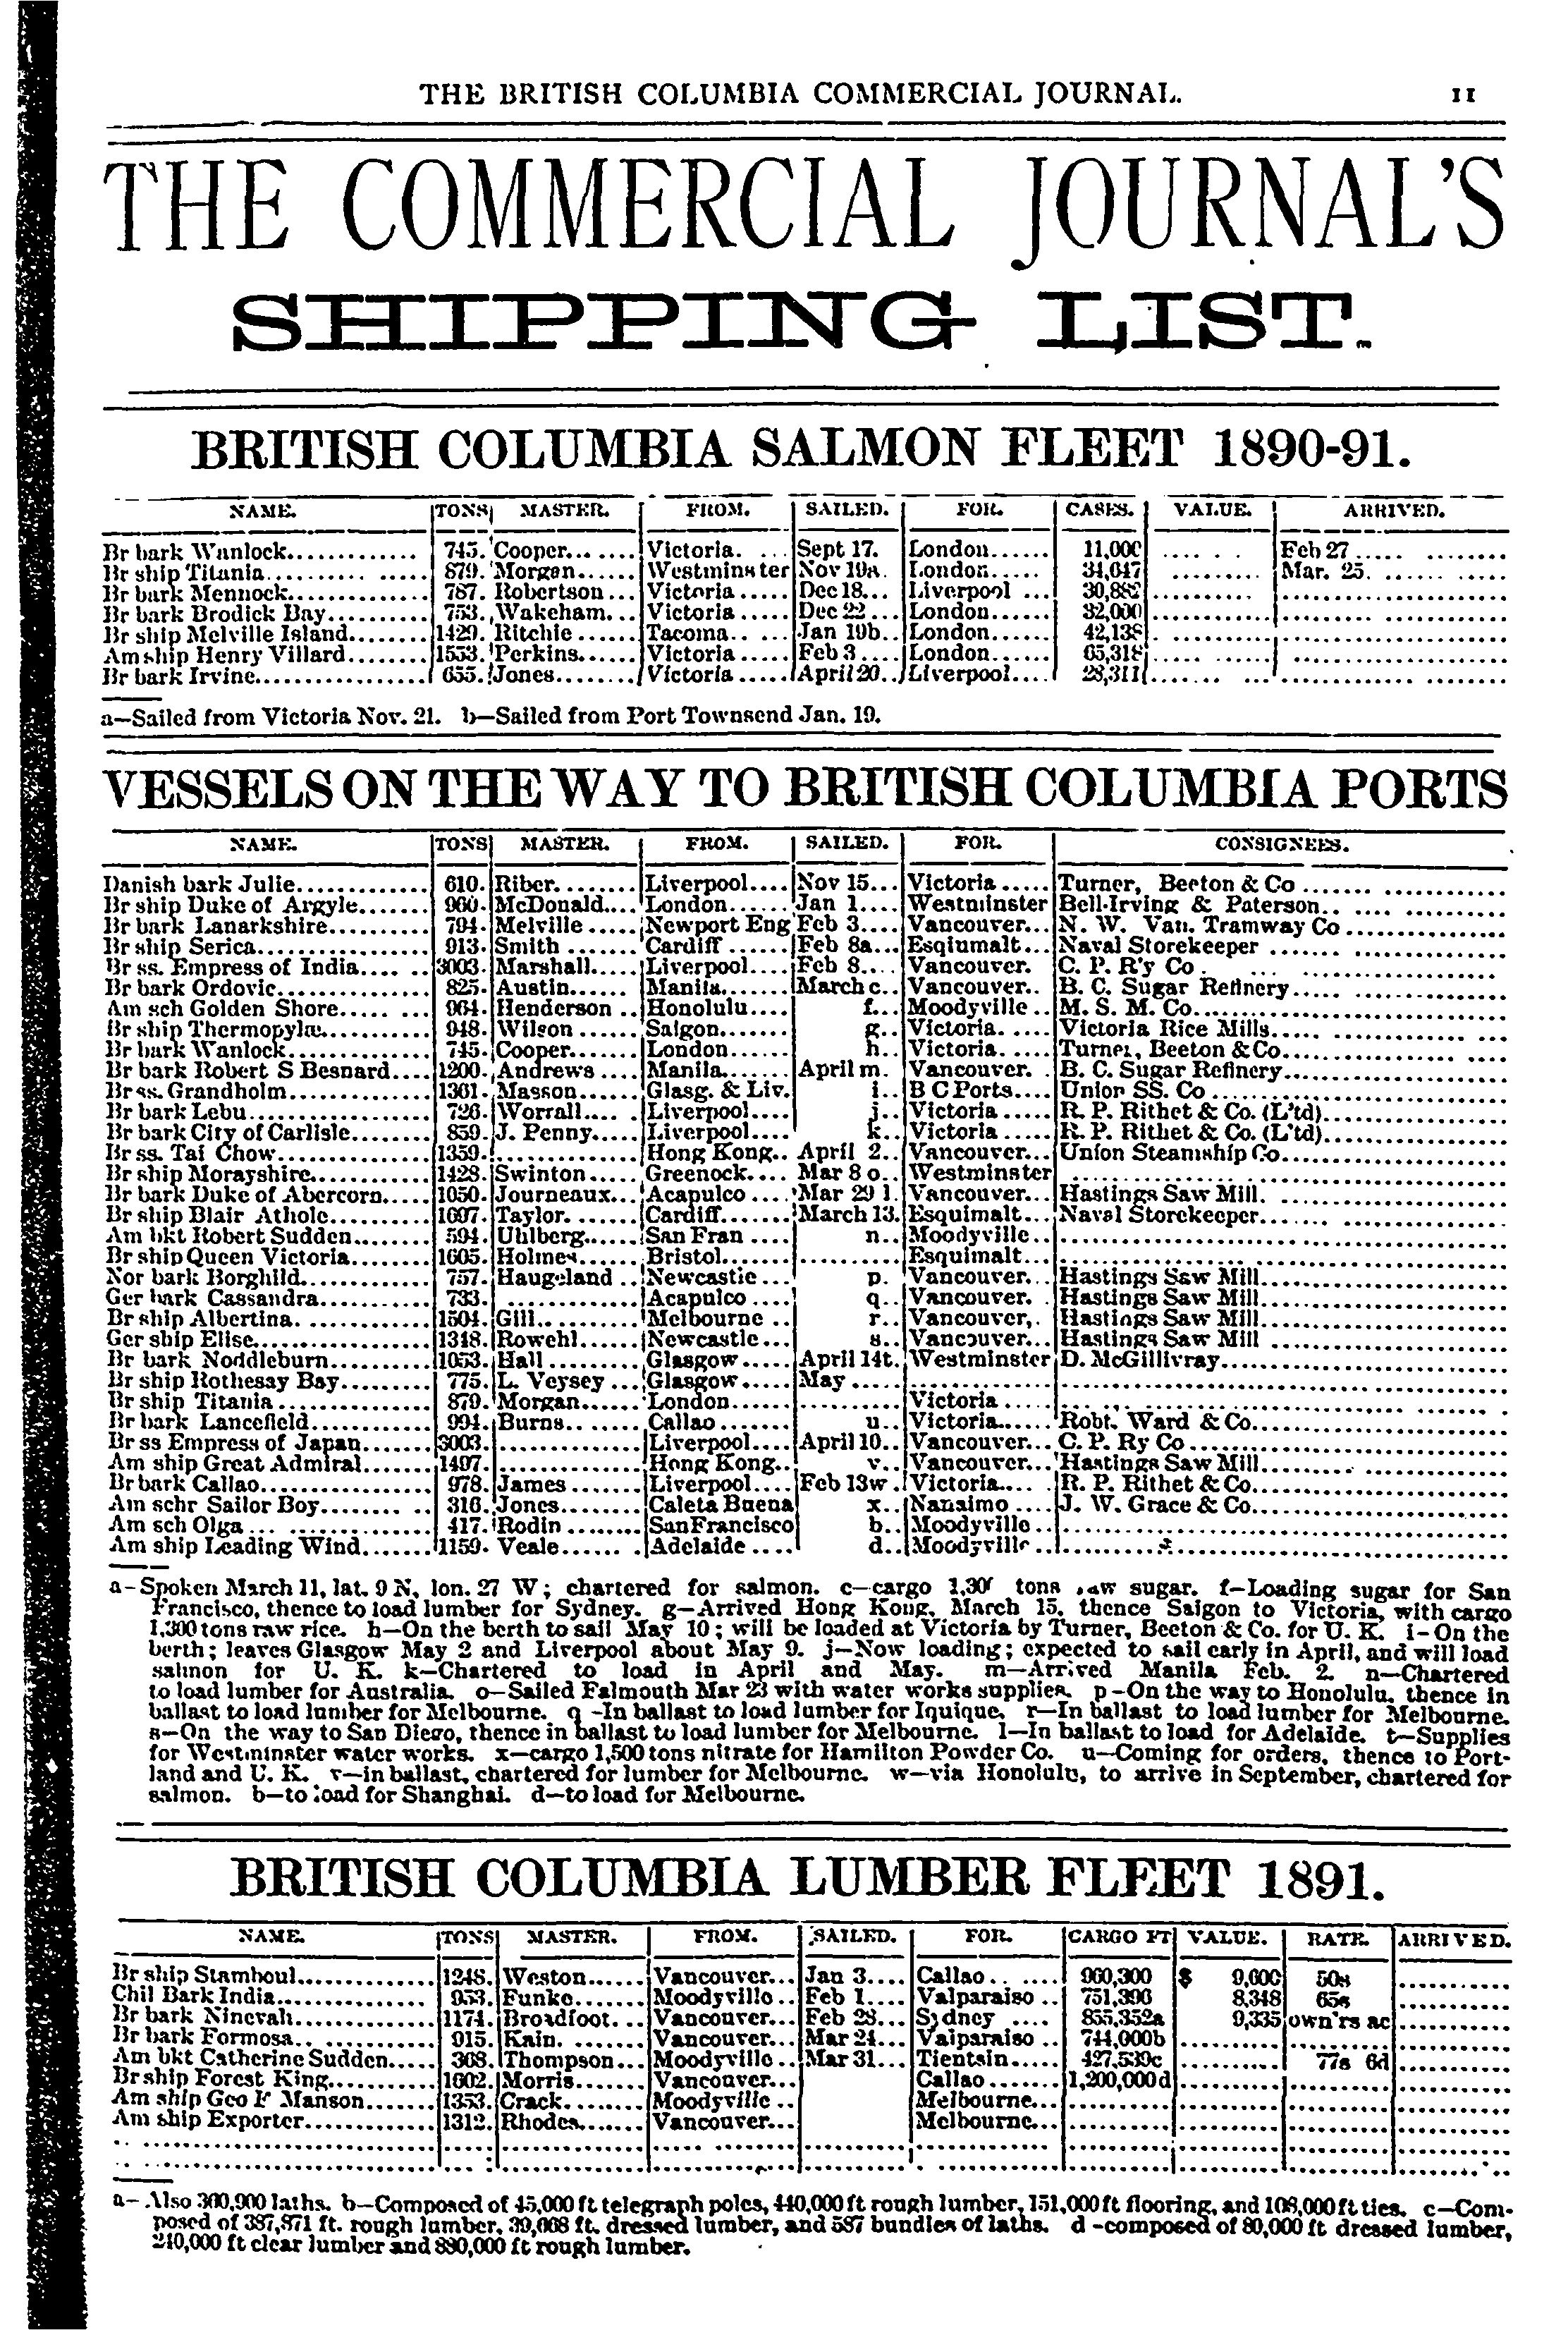 THE BRITISH COLUMBIA COMMERCIAL JOURNAL. 11
THE COMMERCIAL JOURNAL'S
SHIPPING LIST.
BRITISH COLUMBIA SALMON FLEET 1890-91.
NAME. TONS MASTER. FROM. SAILED. FOR. CASES. VALUE. ARRIVED.
Br bark Wanlock 745. Cooper Victoria. Sept 17. London 11,000 Feb 27
Br ship Titania 879. Morgan Westminster Nov 19a. London 34,047 Mar. 25.
Br bark Mennock 787. Robertson Victoria Dec 18 Liverpool 30,882
Br bark Brodick Bay 753. Wakeham Victoria Dec 22 London 32,000
Br ship Melville Island 1429. Ritchie Tacoma Jan 19b London 42,138
Am ship Henry Villard 1553. Perkins Victoria Feb 3 London 65,318
Br bark Irvine 655. Jones Victoria April 20 Liverpool 28,311
a—Sailed from Victoria Nov. 21. b—Sailed from Port Townsend Jan. 19.
VESSELS ON THE WAY TO BRITISH COLUMBIA PORTS
NAME. TONS MASTER. FROM. SAILED. FOR. CONSIGNEES.
Danish bark Julie 610. Riber Liverpool Nov 15 Victoria Turner, Beeton & Co
Br ship Duke of Argyle 960. McDonald London Jan 1 Westminster Bell-Irving & Paterson
Br bark Lanarkshire 794. Melville Newport Eng Feb 3 Vancouver N. W. Van. Tramway Co
Br ship Serica 913. Smith Cardiff Feb 8a Esqiumalt Naval Storekeeper
Br ss. Empress of India 3003. Marshall Liverpool Feb 8 Vancouver. C. P. R'y Co.
Br bark Ordovic 825. Austin Manila March c Vancouver B. C. Sugar Refinery
Am sch Golden Shore 964. Henderson Honolulu f Moodyville M. S. M. Co
Br ship Thermopylæ 948. Wilson Saigon g Victoria Victoria Rice Mills
Br bark Wanlock 745. Cooper London h Victoria Turner, Beeton & Co
Br bark Robert S Besnard 1200. Andrews Manila April m. Vancouver B. C. Sugar Refinery
Br ss. Grandholm 1361. Masson Glasg. & Liv. i B C Ports Union SS. Co
Br bark Lebu 726. Worrall Liverpool j Victoria R. P. Rithet & Co. (L'td)
Br bark City of Carlisle 859. J. Penny Liverpool k Victoria R. P. Rithet & Co. (L'td)
Br ss. Tai Chow 1359. Hong Kong April 2 Vancouver Union Steamship Co
Br ship Morayshire 1428. Swinton Greenock Mar 8 o Westminster
Br bark Duke of Abercorn 1050. Journeaux Acapulco Mar 29 l. Vancouver Hastings Saw Mill.
Br ship Blair Athole 1697. Taylor Cardiff March 13. Esquimalt Naval Storekeeper
Am bkt Robert Sudden 594. Uhlberg San Fran n Moodyville
Br ship Queen Victoria 1605. Holmes Bristol Esquimalt
Nor bark Borghild 757. Haugeland Newcastle p. Vancouver Hastings Saw Mill
Ger bark Cassandra 733. Acapulco q Vancouver. Hastings Saw Mill
Br ship Albertina 1504. Gill Melbourne r Vancouver, Hastings Saw Mill
Ger ship Elise 1318. Rowehl Newcastle s Vancouver Hastings Saw Mill
Br bark Noddleburn 1053. Hall Glasgow April 14t. Westminster D. McGillivray
Br ship Rothesay Bay 775. L. Veysey Glasgow May
Br ship Titania 879. Morgan London Victoria
Br bark Lancefield 994. Burns Callao u Victoria Robt. Ward & Co
Br ss Empress of Japan 3003. Liverpool April 10 Vancouver C. P. Ry Co
Am ship Great Admiral 1497. Hong Kong v Vancouver Hastings Saw Mill
Br bark Callao 978. James Liverpool Feb 13w Victoria R. P. Rithet & Co
Am schr Sailor Boy 316. Jones Caleta Buena x Nanaimo J. W. Grace & Co
Am sch Olga 417. Rodin San Francisco b Moodyville
Am ship Leading Wind 1159. Veale Adelaide d Moodyville
a—Spoken March 11, lat. 9 N, lon. 27 W; chartered for salmon. c—cargo tons raw sugar. f—Loading sugar for San
Francisco, thence to load lumber for Sydney. g—Arrived Hong Kong, March 15, thence Saigon to Victoria, with cargo
1,300 tons raw rice. h—On the berth to sail May 10; will be loaded at Victoria by Turner, Beeton & Co. for U. K. i—On the
berth; leaves Glasgow May 2 and Liverpool about May 9. j—Now loading; expected to sail early in April, and will load
salmon for U. K. k—Chartered to load in April and May. m—Arrived Manila Feb. 2. n—Chartered
to load lumber for Australia. o—Sailed Falmouth Mar 23 with water works supplies. p—On the way to Honolulu, thence in
ballast to load lumber for Melbourne. q—In ballast to load lumber for Iquique. r—In ballast to load lumber for Melbourne.
s—On the way to San Diego, thence in ballast to load lumber for Melbourne. l—In ballast to load for Adelaide. t—Supplies
for Westminster water works. x—cargo 1,500 tons nitrate for Hamilton Powder Co. u—Coming for orders, thence to Port-
land and U. K. v—in ballast, chartered for lumber for Melbourne. w—via Honolulu, to arrive in September, chartered for
salmon. b—to load for Shanghai. d—to load for Melbourne.
BRITISH COLUMBIA LUMBER FLEET 1891.
NAME. TONS MASTER. FROM. SAILED. FOR. CARGO FT VALUE. RATE. ARRIVED.
Br ship Stamboul 1248. Weston Vancouver Jan 3 Callao 960,300 $ 9,600 50s
Chil Bark India 953. Funke Moodyville Feb 1 Valparaiso 751,396 8,348 65s
Br bark Ninevah 1174. Broadfoot Vancouver Feb 28 Sydney 855,352a 9,335 own'rs ac
Br bark Formosa 915. Kain Vancouver Mar 24 Valparaiso 744,000b
Am bkt Catherine Sudden 368. Thompson Moodyville Mar 31 Tientsin 427,539c 77s 6d
Br ship Forest King 1602. Morris Vancouver Callao 1,200,000d
Am ship Geo F Manson 1353. Crack Moodyville Melbourne
Am ship Exporter 1312. Rhodes Vancouver Melbourne
a—Also 360,900 laths. b—Composed of 45,000 ft telegraph poles, 440,000 ft rough lumber, 151,000 ft flooring, and 108,000 ft ties. c—Com-
posed of 387,871 ft. rough lumber, 39,668 ft. dressed lumber, and 587 bundles of laths. d—composed of 80,000 ft dressed lumber,
240,000 ft clear lumber and 880,000 ft rough lumber.